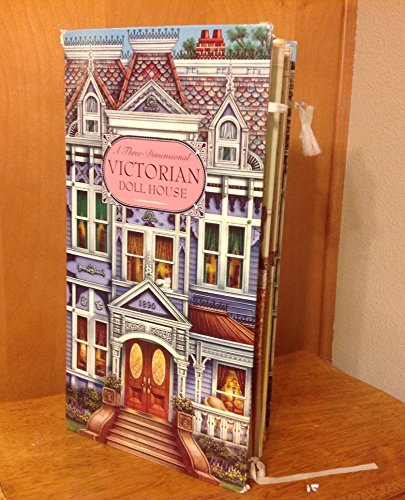 A Three-Dimensional
VICTORIAN
DOLL HOUSE
1890